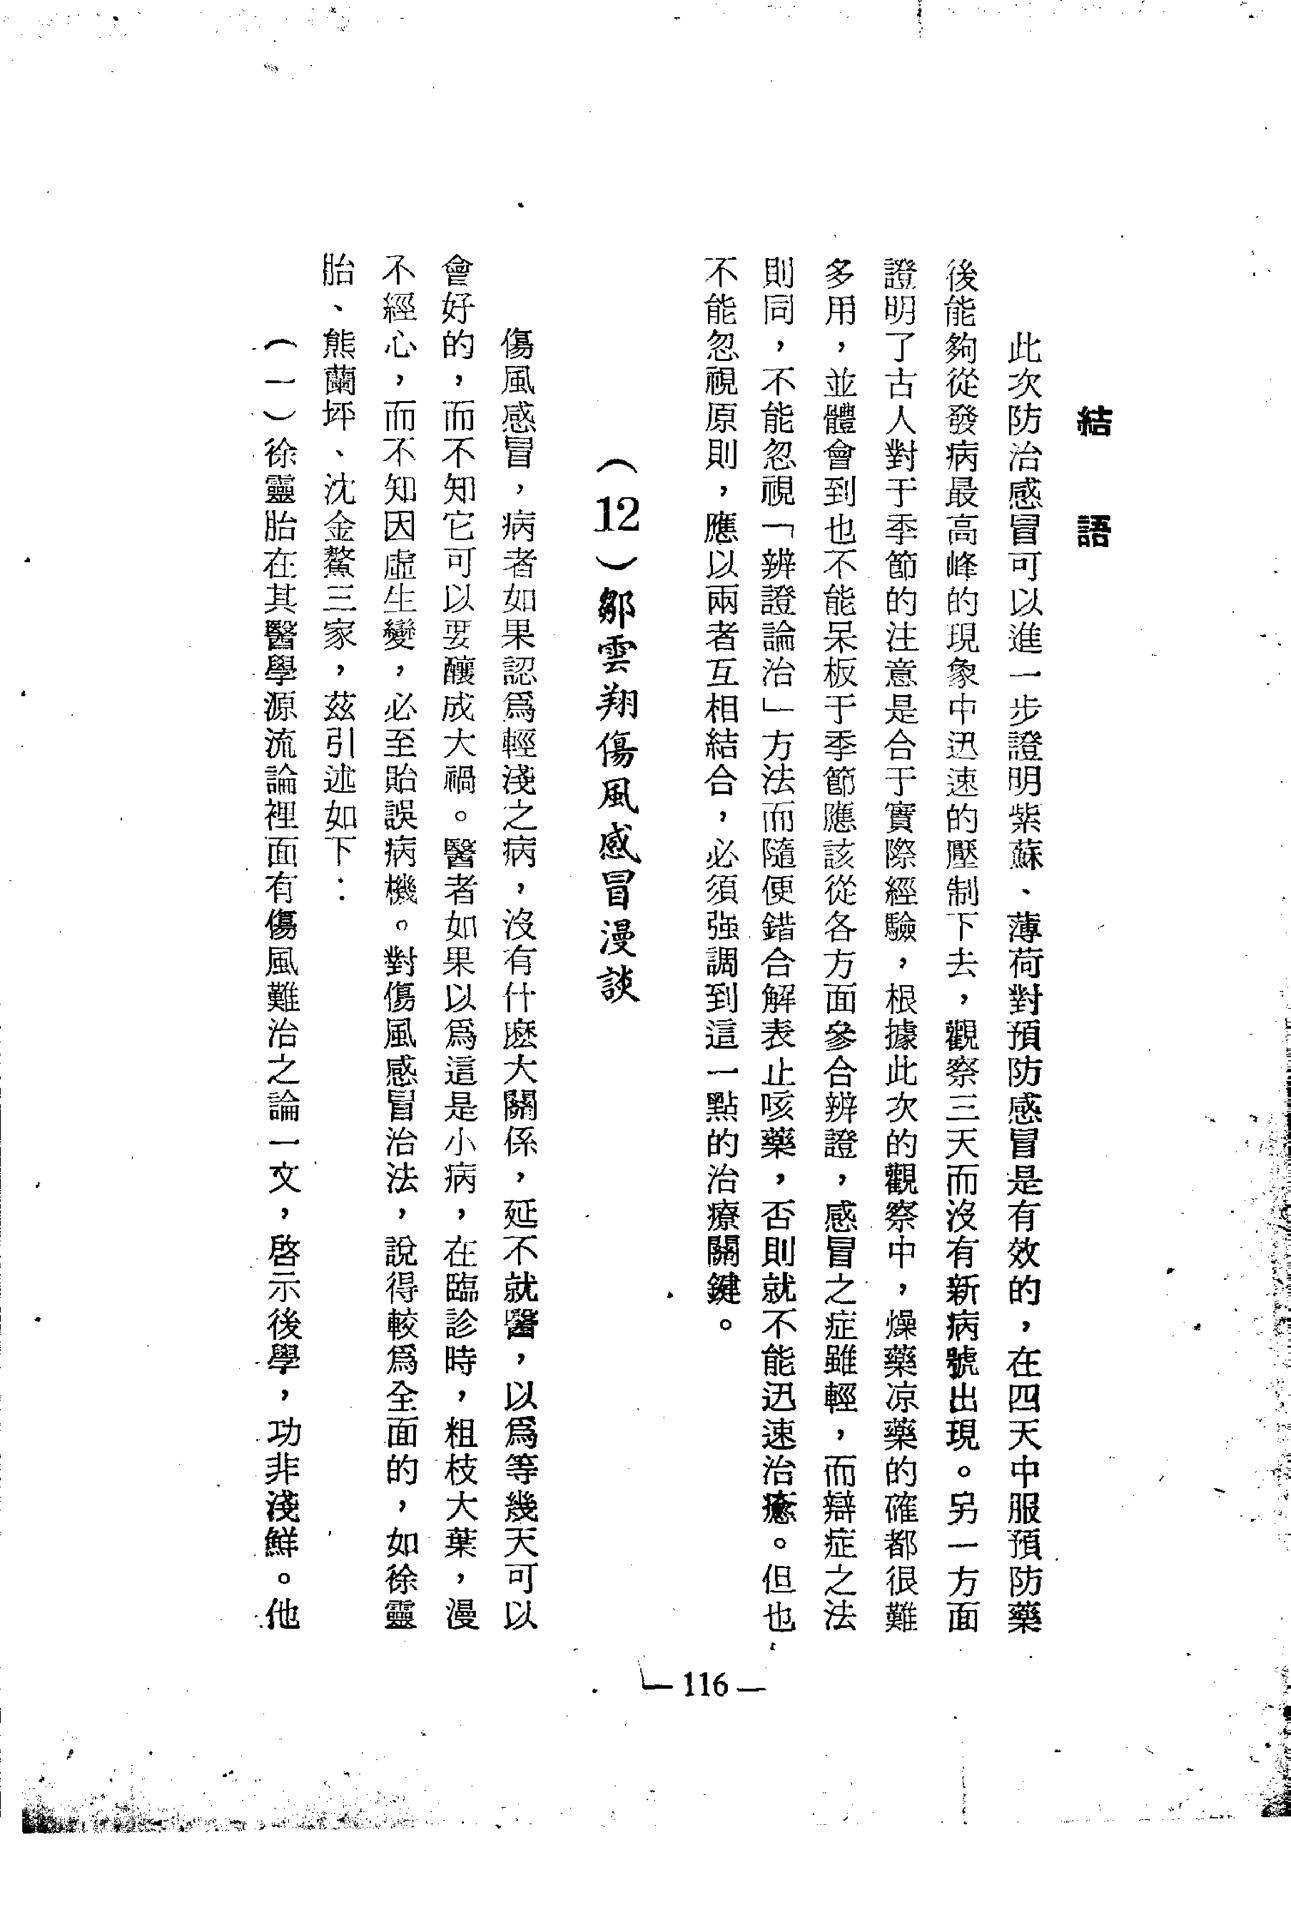 結語
此次防治感冒可以進一步證明紫蘇、薄荷對預防感冒是有效的，在四天中服預防藥
後能夠從發病最高峰的現象中迅速的壓制下去，觀察三天而沒有新病號出現。另一方面
證明了古人對于季節的注意是合于實際經驗，根據此次的觀察中，燥藥凉藥的確都很難
多用，並體會到也不能呆板于季節應該從各方面參合辨證，感冒之症雖輕，而辯症之法
則同，不能忽視「辨證論治」方法而隨便錯合解表止咳藥，否則就不能迅速治癒。但也
不能忽視原則，應以兩者互相結合，必須強調到這一點的治療關鍵。
（12）鄒雲翔傷風感冒漫談
傷風感冒，病者如果認爲輕淺之病，沒有什麽大關係，延不就醫，以爲等幾天可以
會好的，而不知它可以要釀成大禍。醫者如果以爲這是小病，在臨診時，粗枝大葉，漫
不經心，而不知因虛生變，必至貽誤病機。對傷風感冒治法，說得較爲全面的，如徐靈
胎、熊蘭坪、沈金鰲三家，茲引述如下：
（一）徐靈胎在其醫學源流論裡面有傷風難治之論一文，啓示後學，功非淺鮮。他
—116—